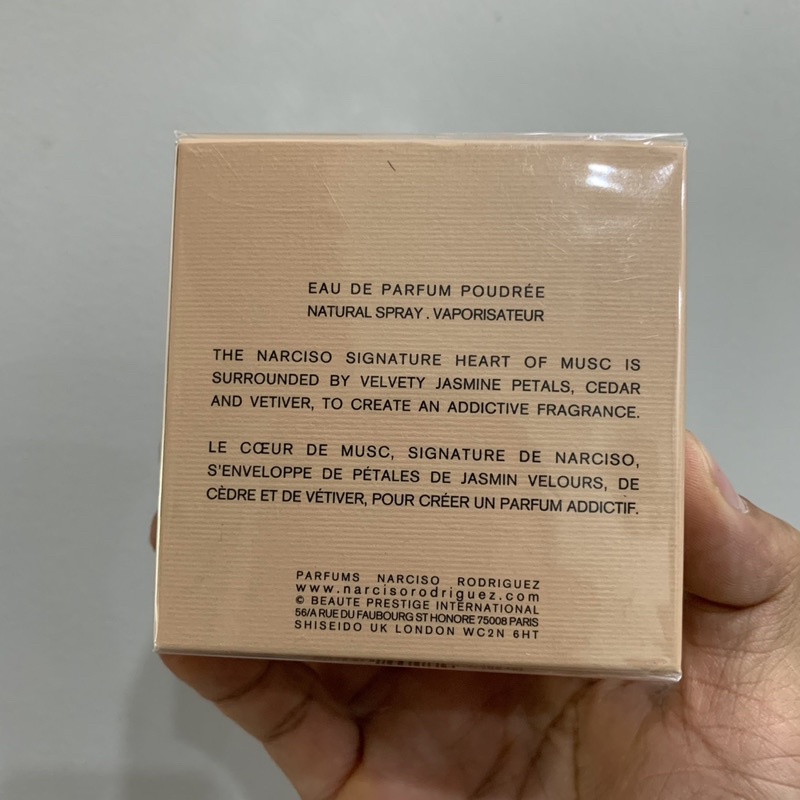 EAU DE PARFUM POUDRÉE
NATURAL SPRAY . VAPORISATEUR
THE NARCISO SIGNATURE HEART OF MUSC IS
SURROUNDED BY VELVETY JASMINE PETALS, CEDAR
AND VETIVER, TO CREATE AN ADDICTIVE FRAGRANCE.
LE CŒUR DE MUSC, SIGNATURE DE NARCISO,
S'ENVELOPPE DE PÉTALES DE JASMIN VELOURS, DE
CÈDRE ET DE VÉTIVER, POUR CRÉER UN PARFUM ADDICTIF.
PARFUMS NARCISO RODRIGUEZ
www.narcisorodriguez.com
© BEAUTE PRESTIGE INTERNATIONAL
56/A RUE DU FAUBOURG ST HONORE 75008 PARIS
SHISEIDO UK LONDON WC2N 6HT